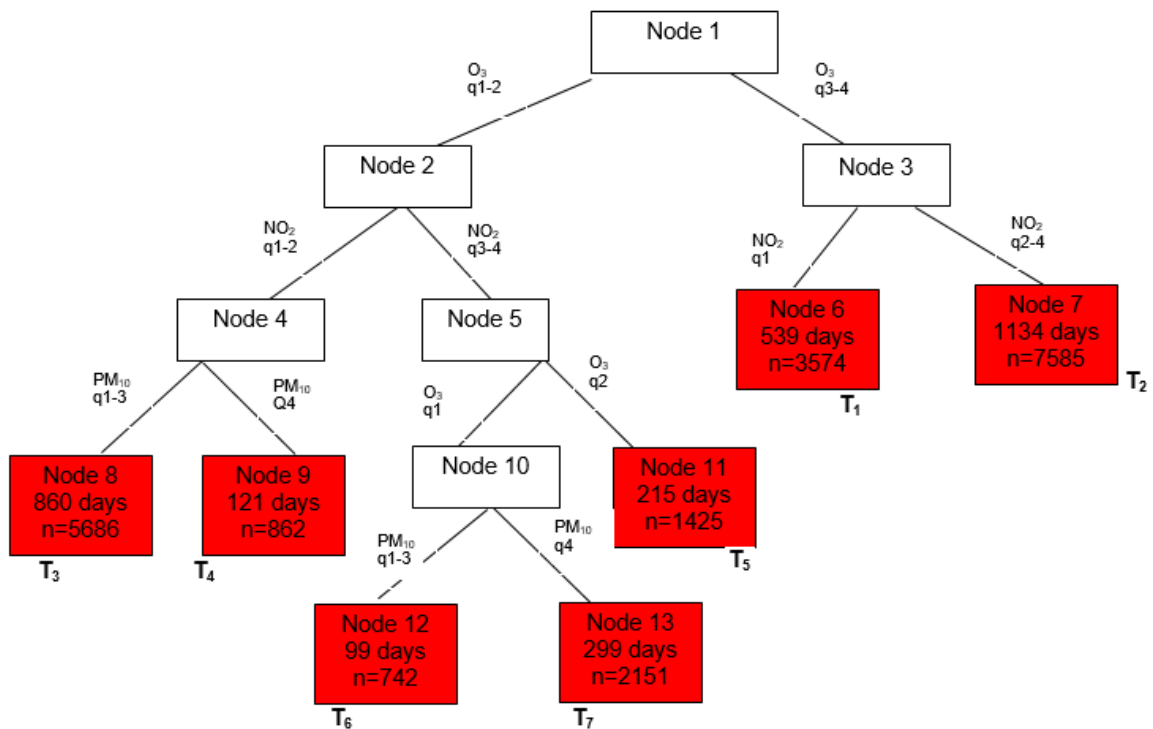 Node 1
O₃
q1-2
O₃
q3-4
Node 2
Node 3
NO₂
q1-2
NO₂
q3-4
NO₂
q1
NO₂
q2-4
Node 4
Node 5
Node 6
539 days
n=3574
T₁
Node 7
1134 days
n=7585
T₂
PM₁₀
q1-3
PM₁₀
Q4
O₃
q1
O₃
q2
Node 8
860 days
n=5686
T₃
Node 9
121 days
n=862
T₄
Node 10
Node 11
215 days
n=1425
T₅
PM₁₀
q1-3
PM₁₀
q4
Node 12
99 days
n=742
T₆
Node 13
299 days
n=2151
T₇